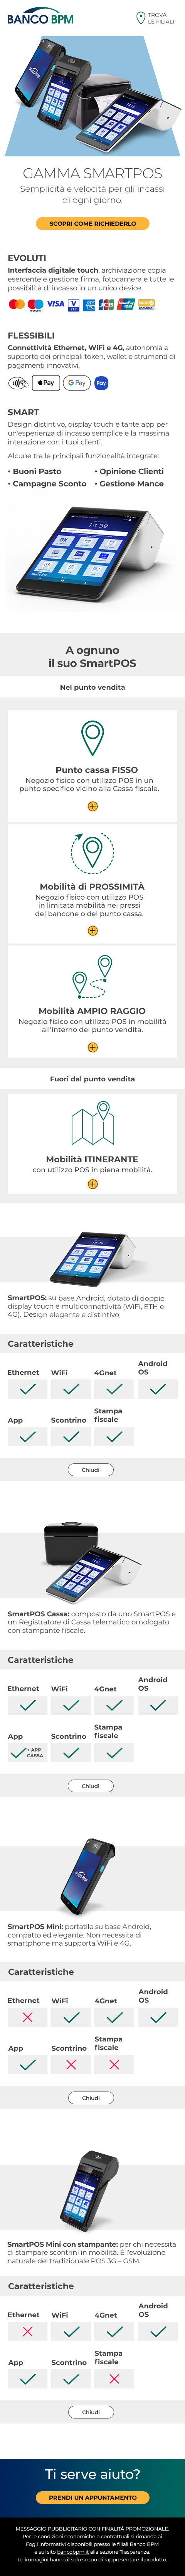 BANCO BPM
TROVA
LE FILIALI
GAMMA SMARTPOS
Semplicità e velocità per gli incassi
di ogni giorno.
SCOPRI COME RICHIEDERLO
EVOLUTI
Interfaccia digitale touch, archiviazione copia
esercente e gestione firma, fotocamera e tutte le
possibilità di incasso in un unico device.
VISA
FLESSIBILI
Connettività Ethernet, WiFi e 4G, autonomia e
supporto dei principali token, wallet e strumenti di
pagamenti innovativi.
Pay
G Pay
Pay
SMART
Design distintivo, display touch e tante app per
un'esperienza di incasso semplice e la massima
interazione con i tuoi clienti.
Alcune tra le principali funzionalità integrate:
• Buoni Pasto
• Opinione Clienti
• Campagne Sconto
• Gestione Mance
14:39
A ognuno
il suo SmartPOS
Nel punto vendita
Punto cassa FISSO
Negozio fisico con utilizzo POS in un
punto specifico vicino alla Cassa fiscale.
Mobilità di PROSSIMITÀ
Negozio fisico con utilizzo POS
in limitata mobilità nei pressi
del bancone o del punto cassa.
Mobilità AMPIO RAGGIO
Negozio fisico con utilizzo POS in mobilità
all'interno del punto vendita.
Fuori dal punto vendita
Mobilità ITINERANTE
con utilizzo POS in piena mobilità.
SmartPOS: su base Android, dotato di doppio
display touch e multiconnettività (WiFi, ETH e
4G). Design elegante e distintivo.
Caratteristiche
Ethernet
WiFi
4Gnet
Android
OS
App
Scontrino
Stampa
fiscale
Chiudi
SmartPOS Cassa: composto da uno SmartPOS e
un Registratore di Cassa telematico omologato
con stampante fiscale.
Caratteristiche
Ethernet
WiFi
4Gnet
Android
OS
App
Scontrino
Stampa
fiscale
+ APP
CASSA
Chiudi
SmartPOS Mini: portatile su base Android,
compatto ed elegante. Non necessita di
smartphone ma supporta WiFi e 4G.
Caratteristiche
Ethernet
WiFi
4Gnet
Android
OS
App
Scontrino
Stampa
fiscale
Chiudi
SmartPOS Mini con stampante: per chi necessita
di stampare scontrini in mobilità. È l'evoluzione
naturale del tradizionale POS 3G – GSM.
Caratteristiche
Ethernet
WiFi
4Gnet
Android
OS
App
Scontrino
Stampa
fiscale
Chiudi
Ti serve aiuto?
PRENDI UN APPUNTAMENTO
MESSAGGIO PUBBLICITARIO CON FINALITÀ PROMOZIONALE.
Per le condizioni economiche e contrattuali si rimanda ai
Fogli Informativi disponibili presso le filiali Banco BPM
e sul sito bancobpm.it alla sezione Trasparenza.
Le immagini hanno il solo scopo di rappresentare il prodotto.